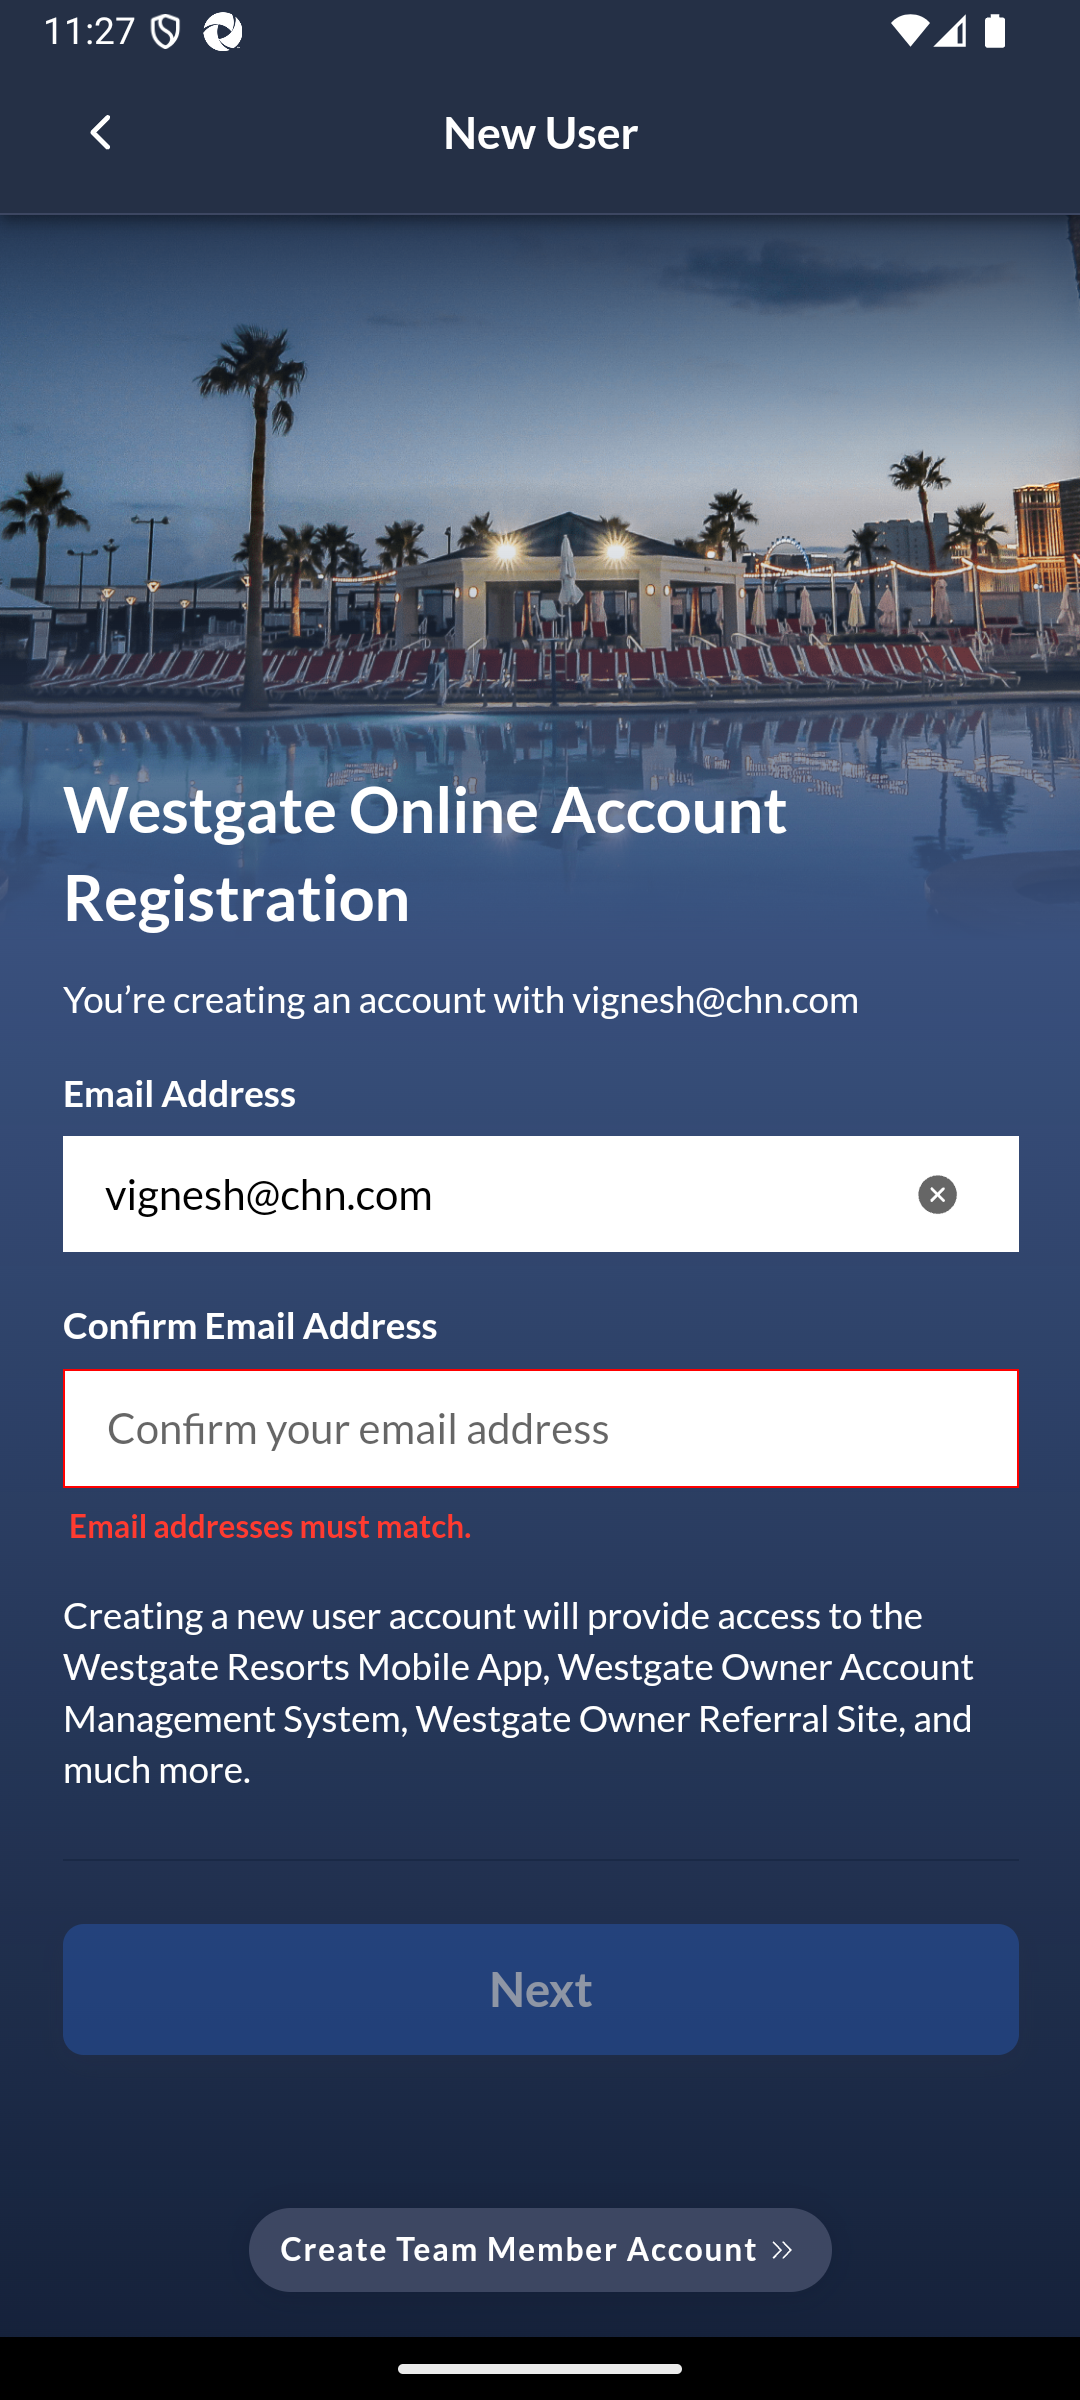 11:27
New User
Westgate Online Account
Registration
You’re creating an account with vignesh@chn.com
Email Address
vignesh@chn.com
Confirm Email Address
Confirm your email address
Email addresses must match.
Creating a new user account will provide access to the
Westgate Resorts Mobile App, Westgate Owner Account
Management System, Westgate Owner Referral Site, and
much more.
Next
Create Team Member Account